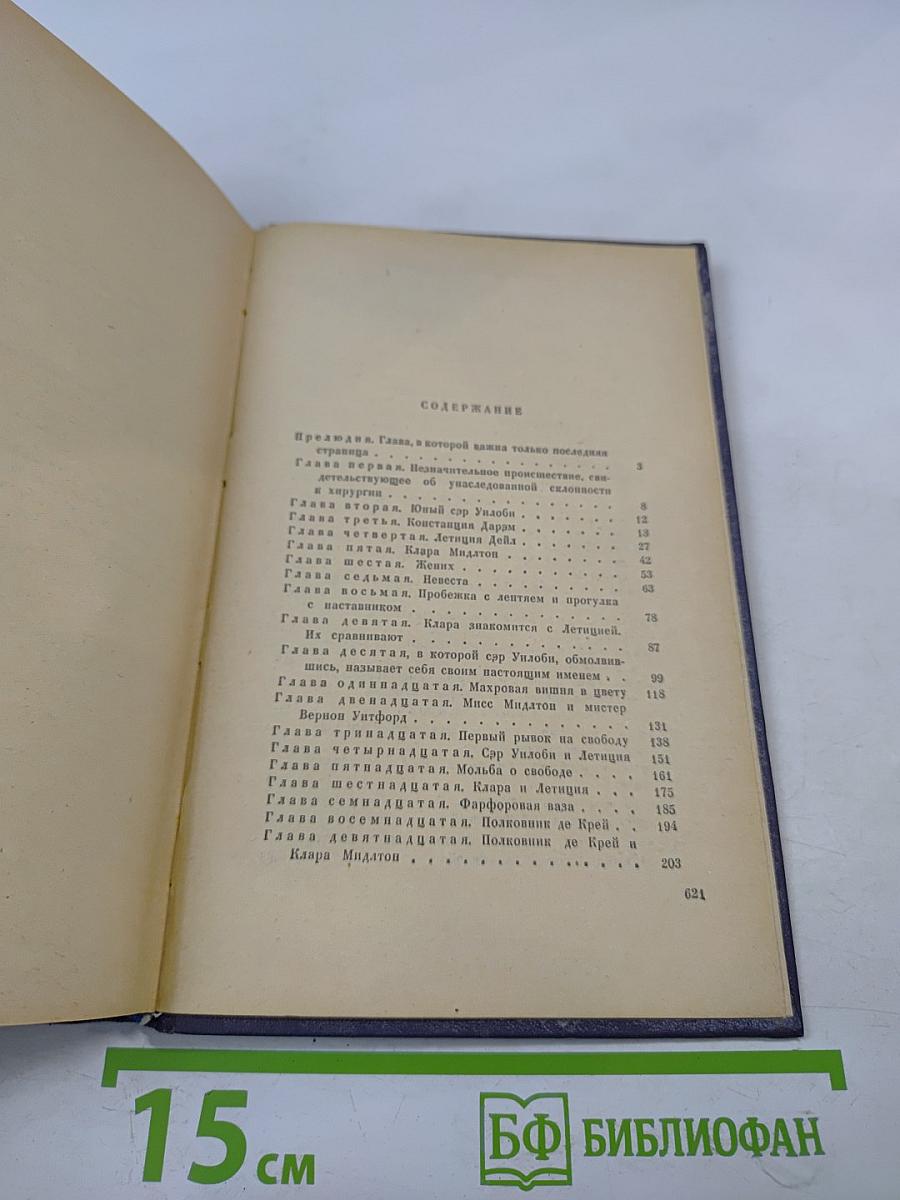 СОДЕРЖАНИЕ
Прелюдия. Глава, в которой важна только последняя
страница . . . . . . . . . . . . . . . . 3
Глава первая. Незначительное происшествие, сви-
детельствующее об унаследованной склонности
к хирургии . . . . . . . . . . . . . . . 8
Глава вторая. Юный сэр Уилоби . . . . . . . 12
Глава третья. Констанция Дарэм . . . . . . 13
Глава четвертая. Летиция Дейл . . . . . . 27
Глава пятая. Клара Мидлтон . . . . . . . . 42
Глава шестая. Жених . . . . . . . . . . 53
Глава седьмая. Невеста . . . . . . . . . 63
Глава восьмая. Пробежка с лентяем и прогулка
с наставником . . . . . . . . . . . . . 78
Глава девятая. Клара знакомится с Летицией.
Их сравнивают . . . . . . . . . . . . . 87
Глава десятая, в которой сэр Уилоби, обмолвив-
шись, называет себя своим настоящим именем . . 99
Глава одиннадцатая. Махровая вишня в цвету 118
Глава двенадцатая. Мисс Мидлтон и мистер
Вернон Уитфорд . . . . . . . . . . . . . 131
Глава тринадцатая. Первый рывок на свободу 138
Глава четырнадцатая. Сэр Уилоби и Летиция 151
Глава пятнадцатая. Мольба о свободе . . . . 161
Глава шестнадцатая. Клара и Летиция . . . 175
Глава семнадцатая. Фарфоровая ваза . . . . 185
Глава восемнадцатая. Полковник де Крей . . 194
Глава девятнадцатая. Полковник де Крей и
Клара Мидлтон . . . . . . . . . . . . . . 203
621
15 см
БФ БИБЛИОФАН